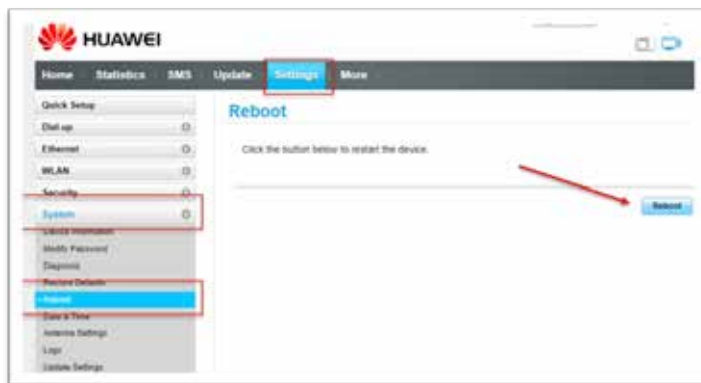 HUAWEI
Home Statistics SMS Update Settings More
Quick Setup
Dial-up
Ethernet
WLAN
Security
System
Device Information
Modify Password
Diagnosis
Restore Defaults
Reboot
Date & Time
Antenna Settings
Logs
Update Settings
Reboot
Click the button below to restart the device.
Reboot